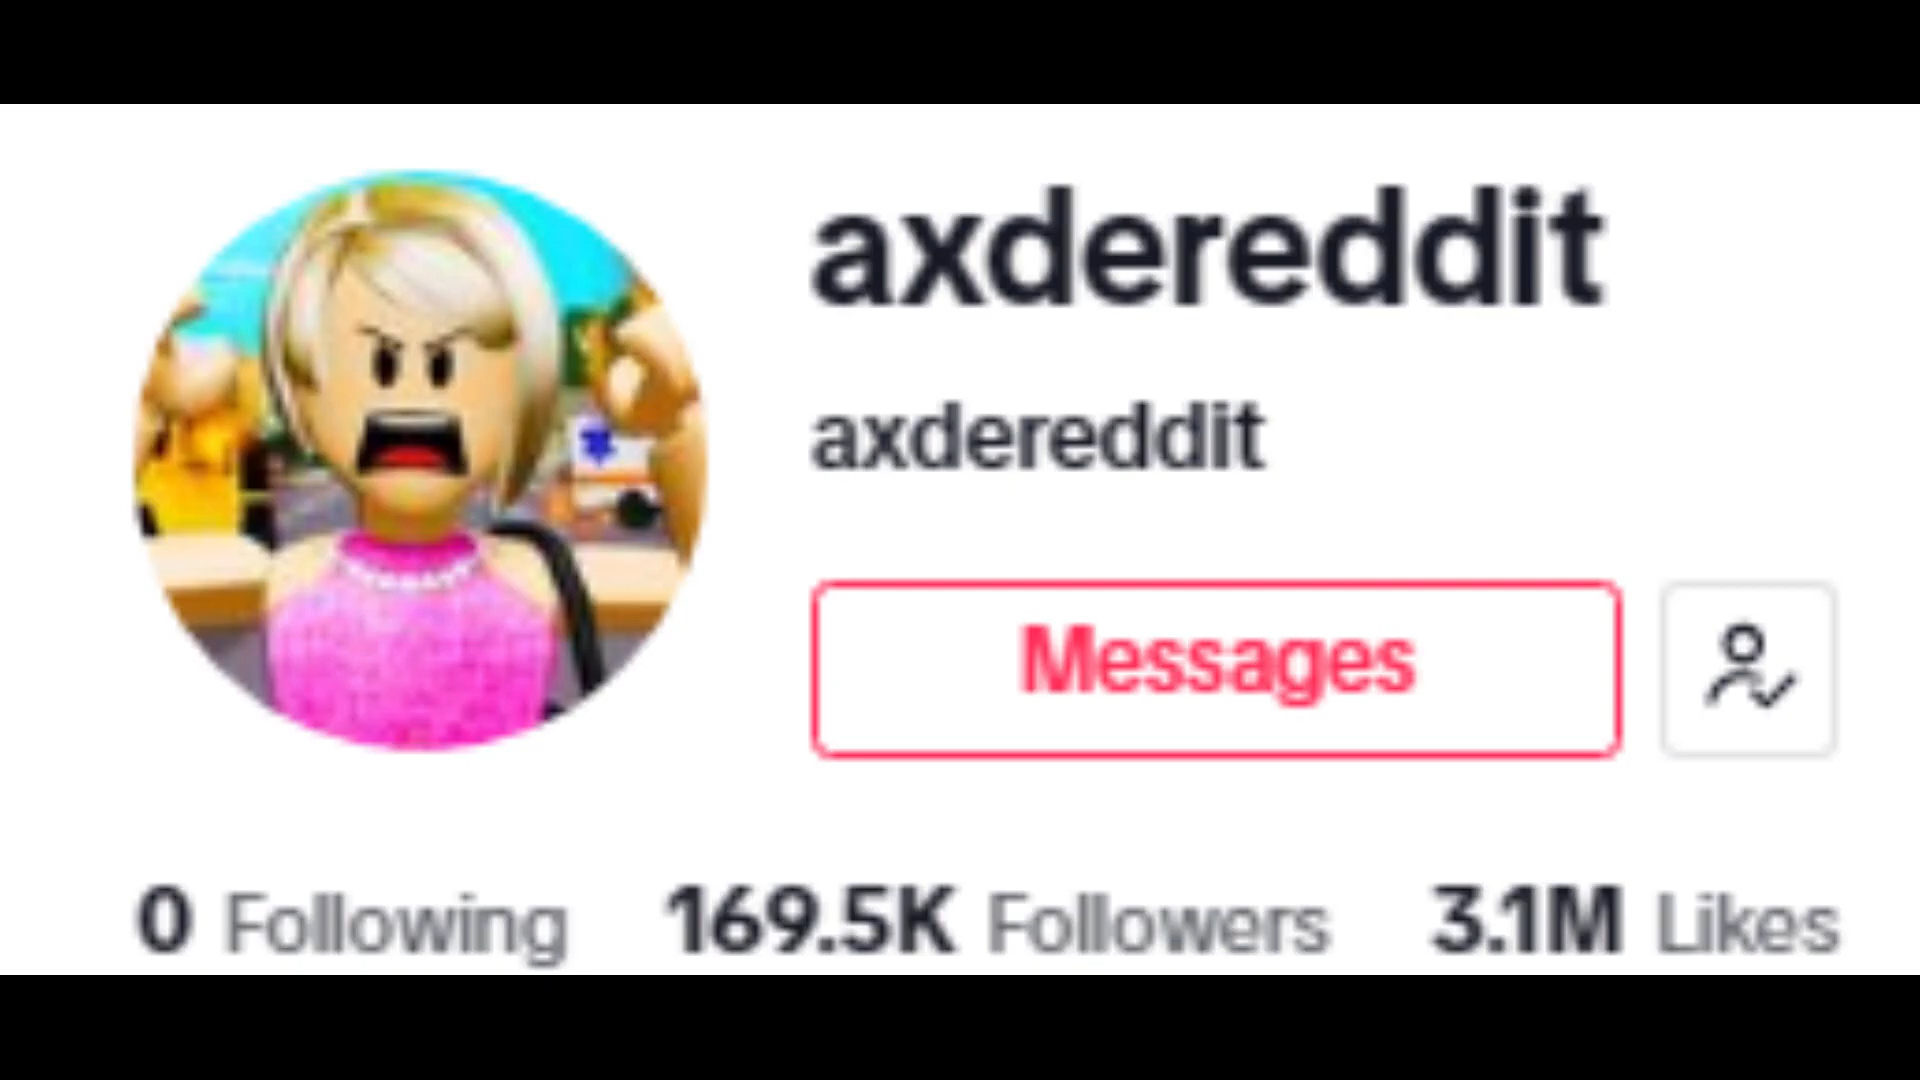 axdereddit
axdereddit
Messages
0 Following 169.5K Followers 3.1M Likes